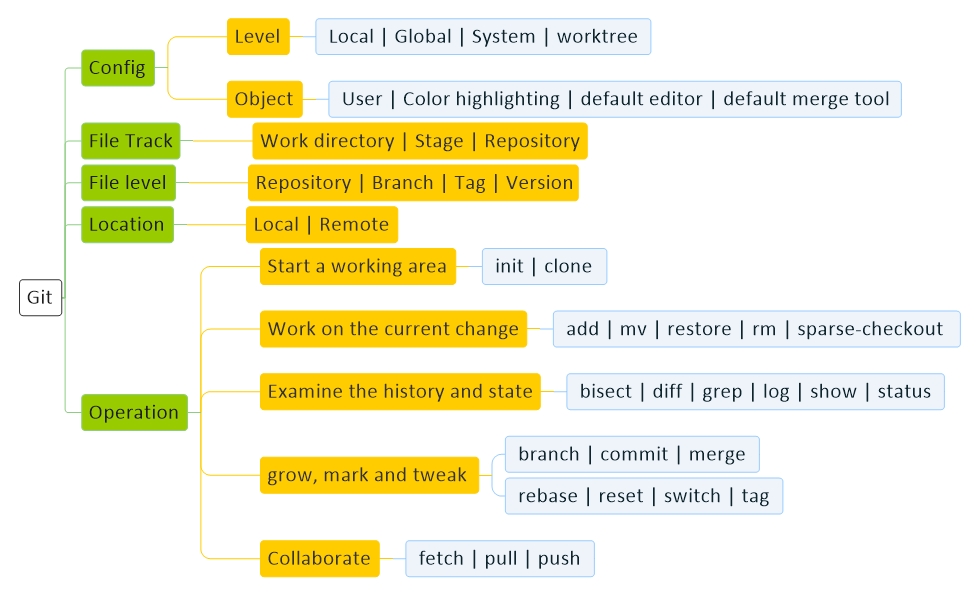 Level
Local | Global | System | worktree
Config
Object
User | Color highlighting | default editor | default merge tool
File Track
Work directory | Stage | Repository
File level
Repository | Branch | Tag | Version
Location
Local | Remote
Start a working area
init | clone
Git
Work on the current change
add | mv | restore | rm | sparse-checkout
Examine the history and state
bisect | diff | grep | log | show | status
Operation
grow, mark and tweak
branch | commit | merge
rebase | reset | switch | tag
Collaborate
fetch | pull | push